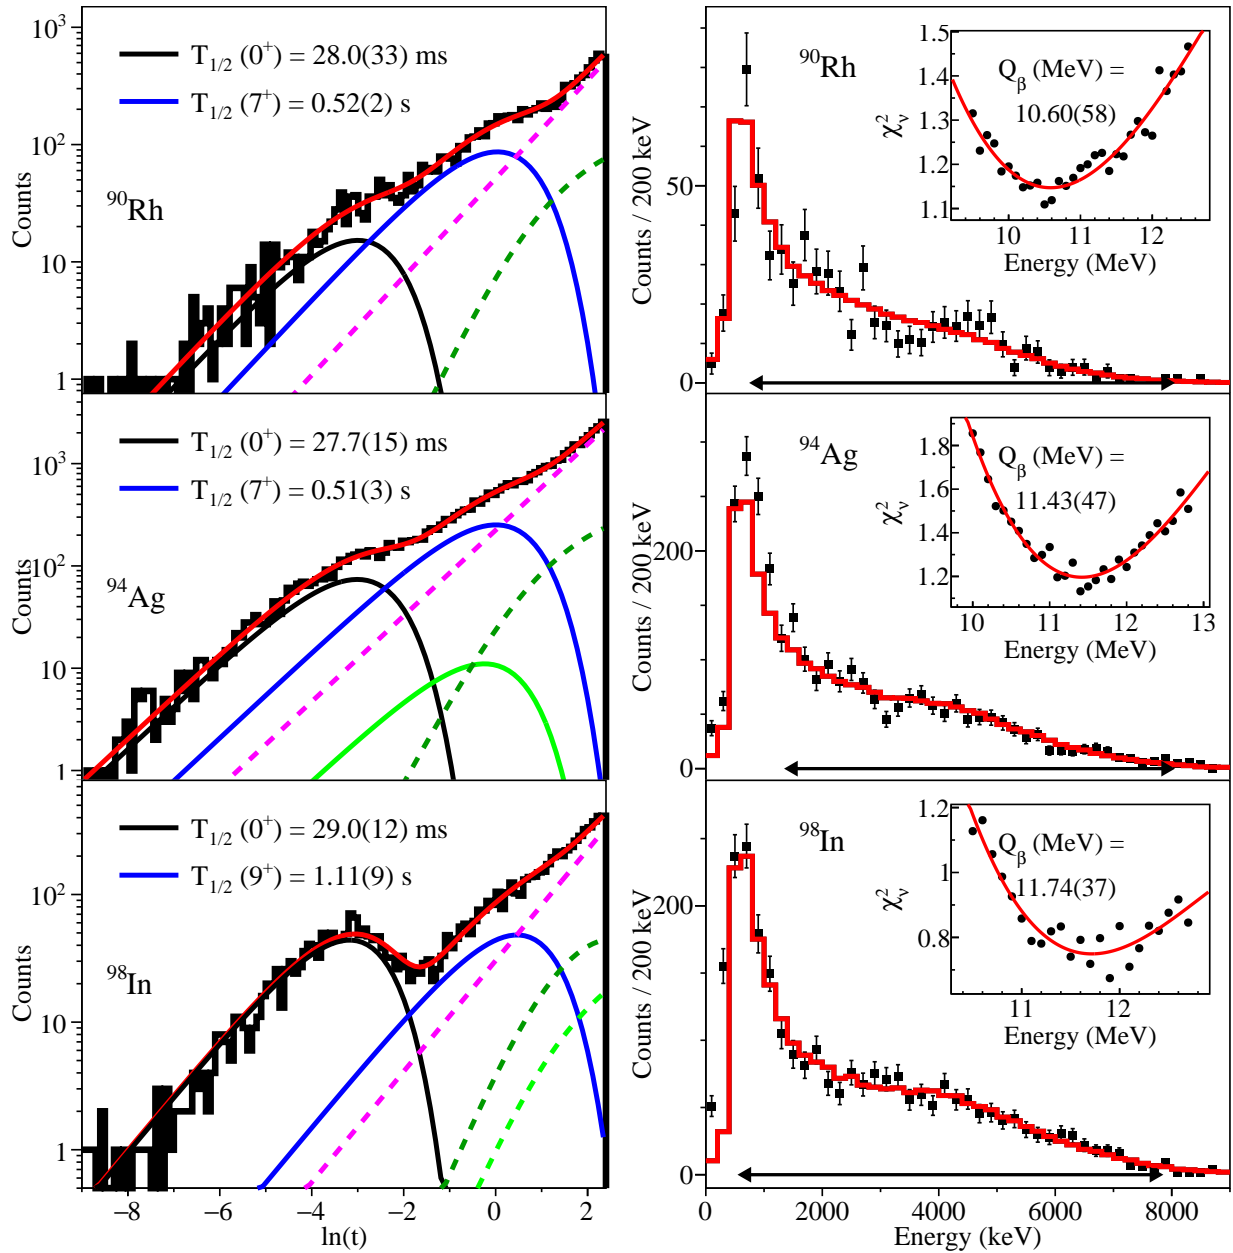 10³
10²
10
1
Counts
T₁/₂ (0⁺) = 28.0(33) ms
T₁/₂ (7⁺) = 0.52(2) s
⁹⁰Rh
50
0
Counts / 200 keV
⁹⁰Rh
1.5
1.4
1.3
1.2
1.1
χ²ᵥ
Q_β (MeV) =
10.60(58)
10 11 12
Energy (MeV)
10³
10²
10
1
Counts
T₁/₂ (0⁺) = 27.7(15) ms
T₁/₂ (7⁺) = 0.51(3) s
⁹⁴Ag
200
0
Counts / 200 keV
⁹⁴Ag
1.8
1.6
1.4
1.2
χ²ᵥ
Q_β (MeV) =
11.43(47)
10 11 12 13
Energy (MeV)
10²
10
1
Counts
T₁/₂ (0⁺) = 29.0(12) ms
T₁/₂ (9⁺) = 1.11(9) s
⁹⁸In
−8 −6 −4 −2 0 2
ln(t)
200
0
Counts / 200 keV
⁹⁸In
1.2
1
0.8
χ²ᵥ
Q_β (MeV) =
11.74(37)
11 12
Energy (MeV)
0 2000 4000 6000 8000
Energy (keV)